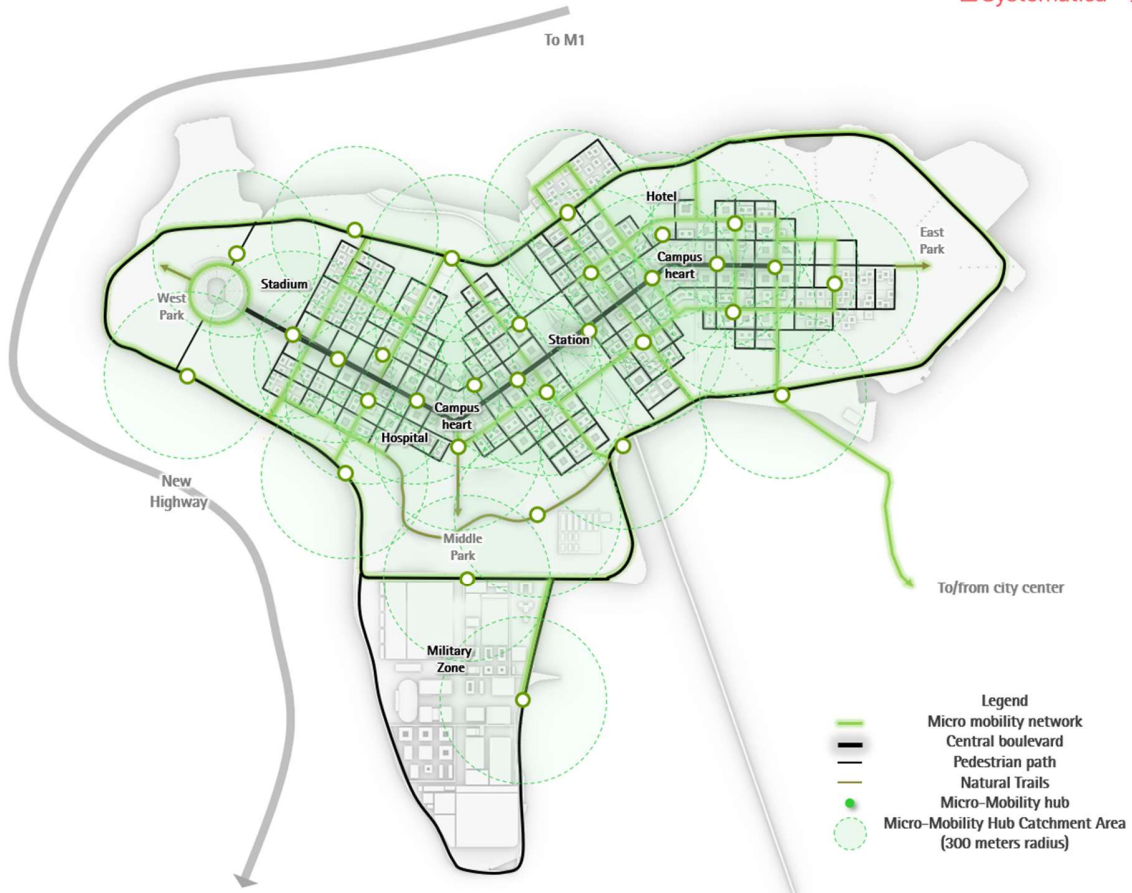 Systematica
To M1
Hotel
East
Park
Campus
heart
Stadium
West
Park
Station
Campus
heart
Hospital
New
Highway
Middle
Park
To/from city center
Military
Zone
Legend
Micro mobility network
Central boulevard
Pedestrian path
Natural Trails
Micro-Mobility hub
Micro-Mobility Hub Catchment Area
(300 meters radius)